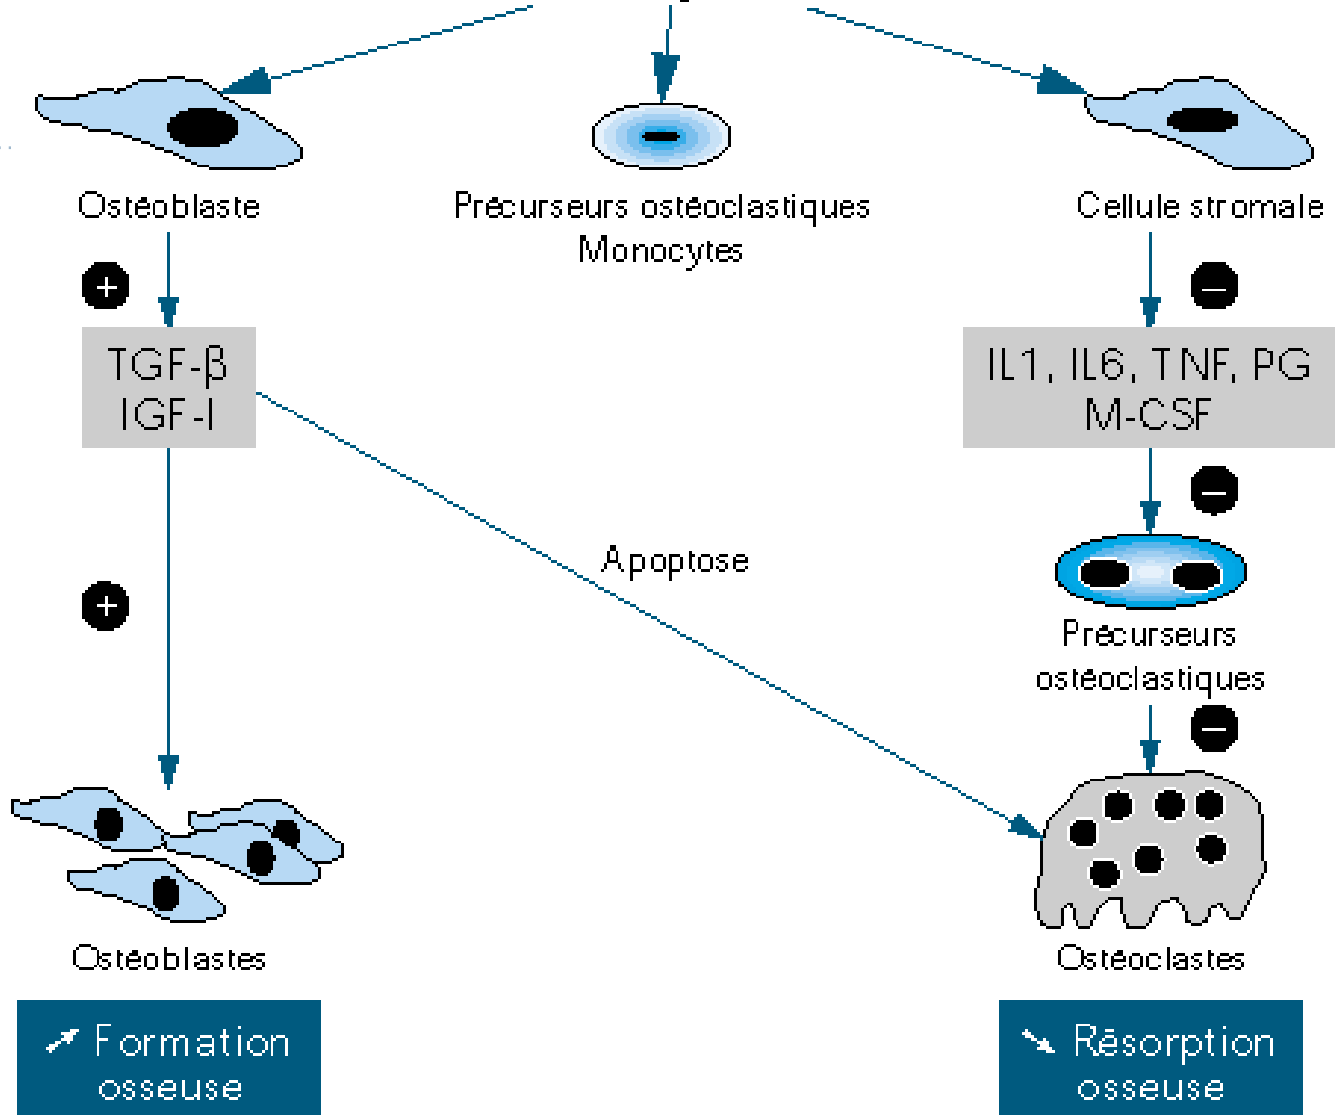 Ostéoblaste
Précurseurs ostéoclastiques
Monocytes
Cellule stromale
+
−
TGF-β
IGF-I
IL1, IL6, TNF, PG
M-CSF
−
Apoptose
+
Précurseurs
ostéoclastiques
−
Ostéoblastes
Ostéoclastes
Formation
osseuse
Résorption
osseuse